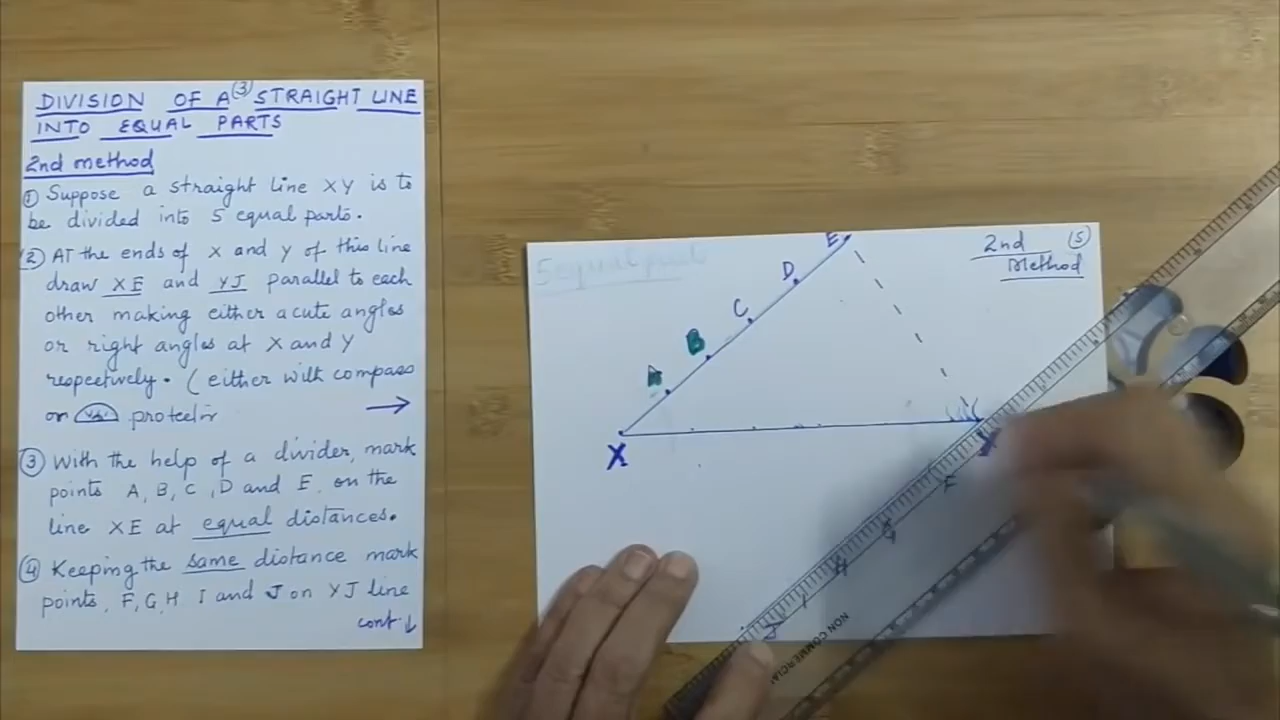 DIVISION OF A (3) STRAIGHT LINE
INTO EQUAL PARTS
2nd method
① Suppose a straight line XY is to
be divided into 5 equal parts.
② AT the ends of X and Y of this line
draw XE and YJ parallel to each
other making either acute angles
or right angles at X and Y
respectively. (either with compass
or protector
③ With the help of a divider, mark
points A, B, C, D and E on the
line XE at equal distances.
④ Keeping the same distance mark
points, F, G, H I and J on YJ line
cont ↓
5 equal parts
2nd (5)
Method
E
D
C
B
A
X
Y
F
G
H
I
J
NON COMMERCIAL